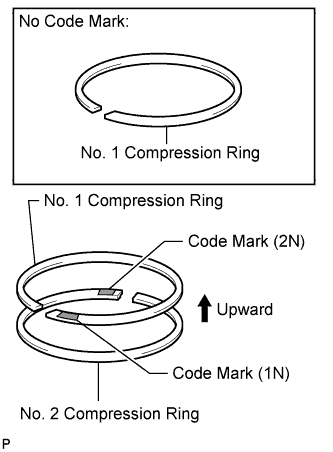 No Code Mark:
No. 1 Compression Ring
No. 1 Compression Ring
Code Mark (2N)
Upward
Code Mark (1N)
No. 2 Compression Ring
P